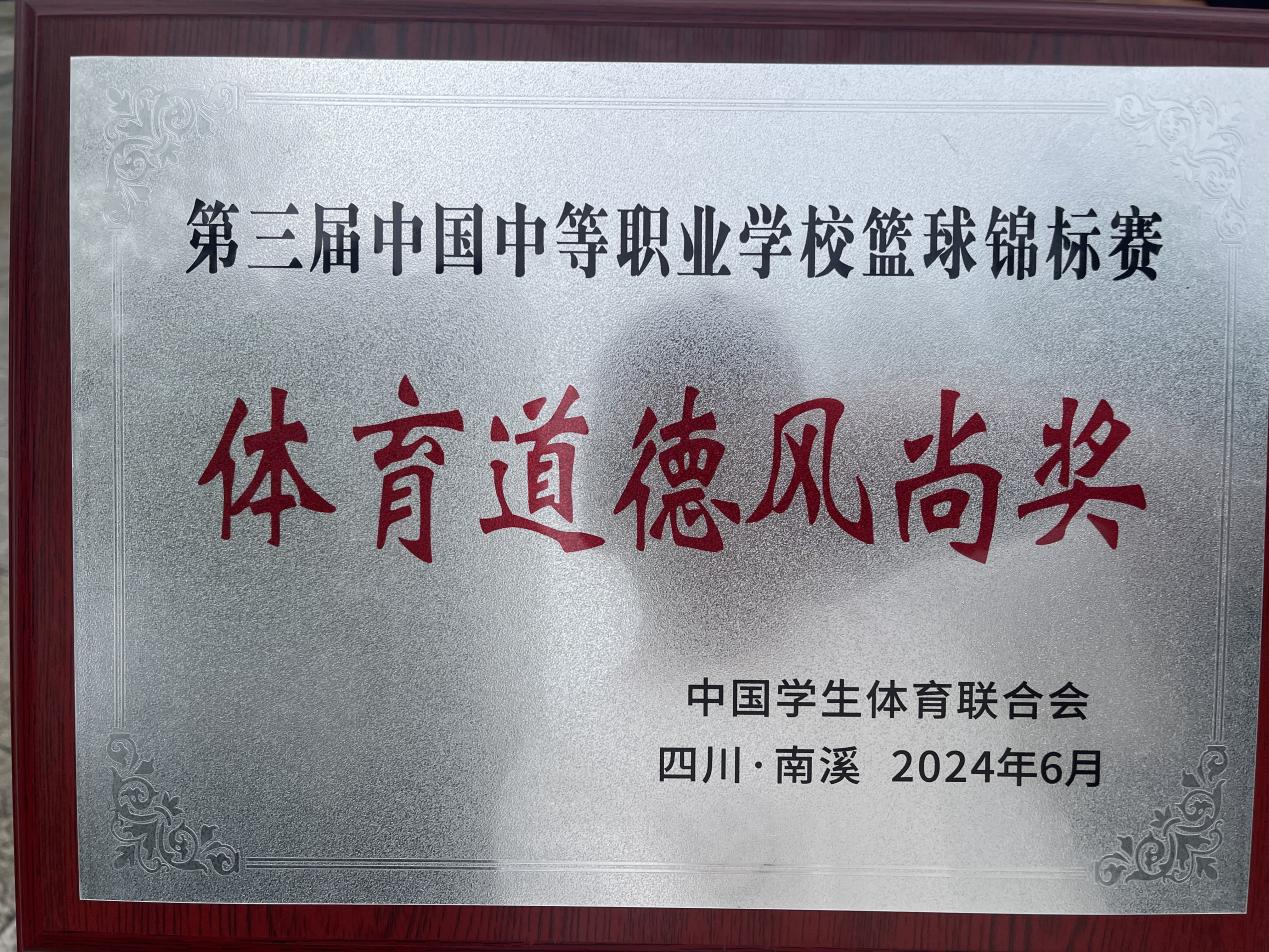 第三届中国中等职业学校篮球锦标赛
体育道德风尚奖
中国学生体育联合会
四川·南溪 2024年6月